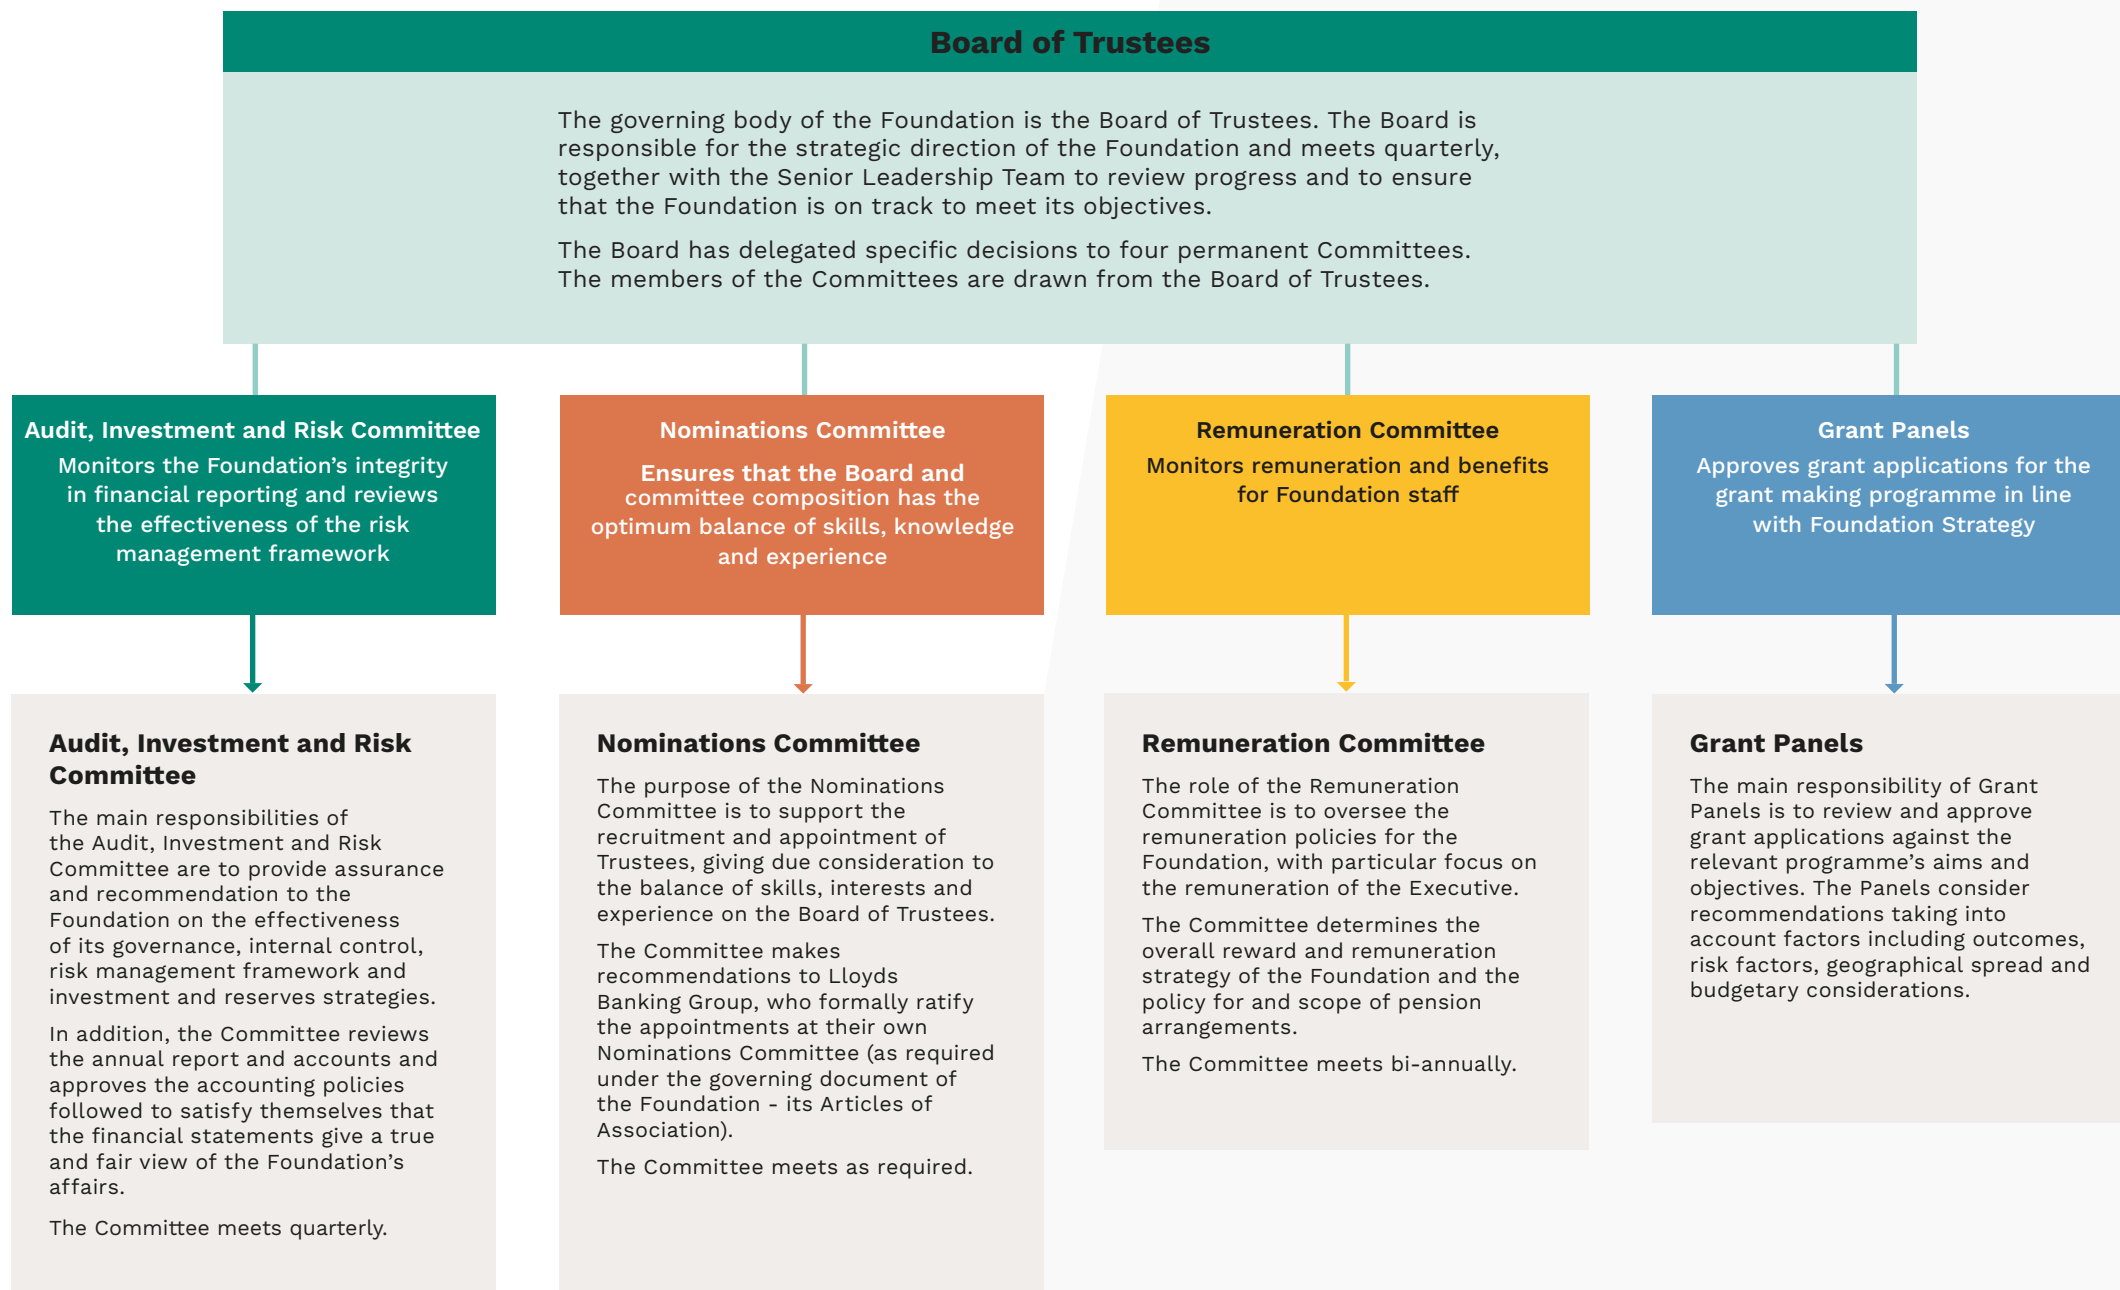 Board of Trustees
The governing body of the Foundation is the Board of Trustees. The Board is
responsible for the strategic direction of the Foundation and meets quarterly,
together with the Senior Leadership Team to review progress and to ensure
that the Foundation is on track to meet its objectives.
The Board has delegated specific decisions to four permanent Committees.
The members of the Committees are drawn from the Board of Trustees.
Audit, Investment and Risk Committee
Monitors the Foundation’s integrity
in financial reporting and reviews
the effectiveness of the risk
management framework
Nominations Committee
Ensures that the Board and
committee composition has the
optimum balance of skills, knowledge
and experience
Remuneration Committee
Monitors remuneration and benefits
for Foundation staff
Grant Panels
Approves grant applications for the
grant making programme in line
with Foundation Strategy
Audit, Investment and Risk
Committee
The main responsibilities of
the Audit, Investment and Risk
Committee are to provide assurance
and recommendation to the
Foundation on the effectiveness
of its governance, internal control,
risk management framework and
investment and reserves strategies.
In addition, the Committee reviews
the annual report and accounts and
approves the accounting policies
followed to satisfy themselves that
the financial statements give a true
and fair view of the Foundation’s
affairs.
The Committee meets quarterly.
Nominations Committee
The purpose of the Nominations
Committee is to support the
recruitment and appointment of
Trustees, giving due consideration to
the balance of skills, interests and
experience on the Board of Trustees.
The Committee makes
recommendations to Lloyds
Banking Group, who formally ratify
the appointments at their own
Nominations Committee (as required
under the governing document of
the Foundation - its Articles of
Association).
The Committee meets as required.
Remuneration Committee
The role of the Remuneration
Committee is to oversee the
remuneration policies for the
Foundation, with particular focus on
the remuneration of the Executive.
The Committee determines the
overall reward and remuneration
strategy of the Foundation and the
policy for and scope of pension
arrangements.
The Committee meets bi-annually.
Grant Panels
The main responsibility of Grant
Panels is to review and approve
grant applications against the
relevant programme’s aims and
objectives. The Panels consider
recommendations taking into
account factors including outcomes,
risk factors, geographical spread and
budgetary considerations.